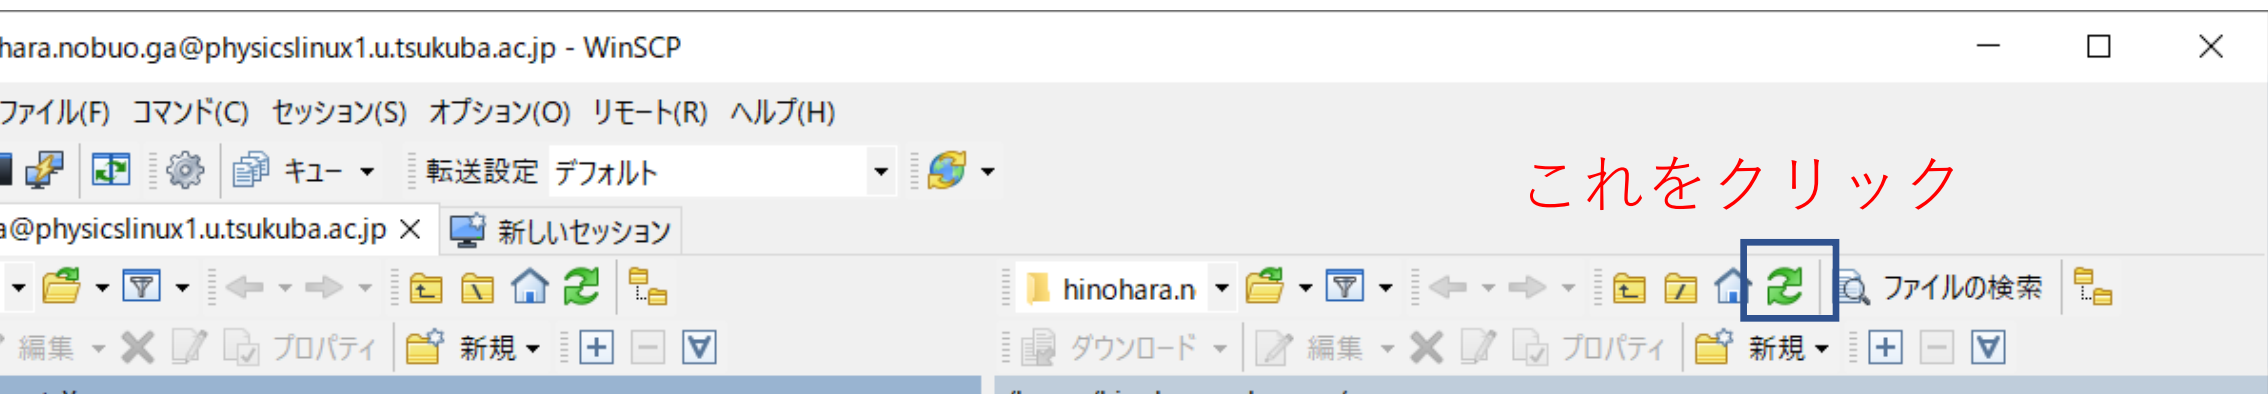 hara.nobuo.ga@physicslinux1.u.tsukuba.ac.jp - WinSCP
ファイル(F) コマンド(C) セッション(S) オプション(O) リモート(R) ヘルプ(H)
キュー 転送設定 デフォルト
これをクリック
a@physicslinux1.u.tsukuba.ac.jp 新しいセッション
hinohara.n ファイルの検索
編集 プロパティ 新規 ダウンロード 編集 プロパティ 新規